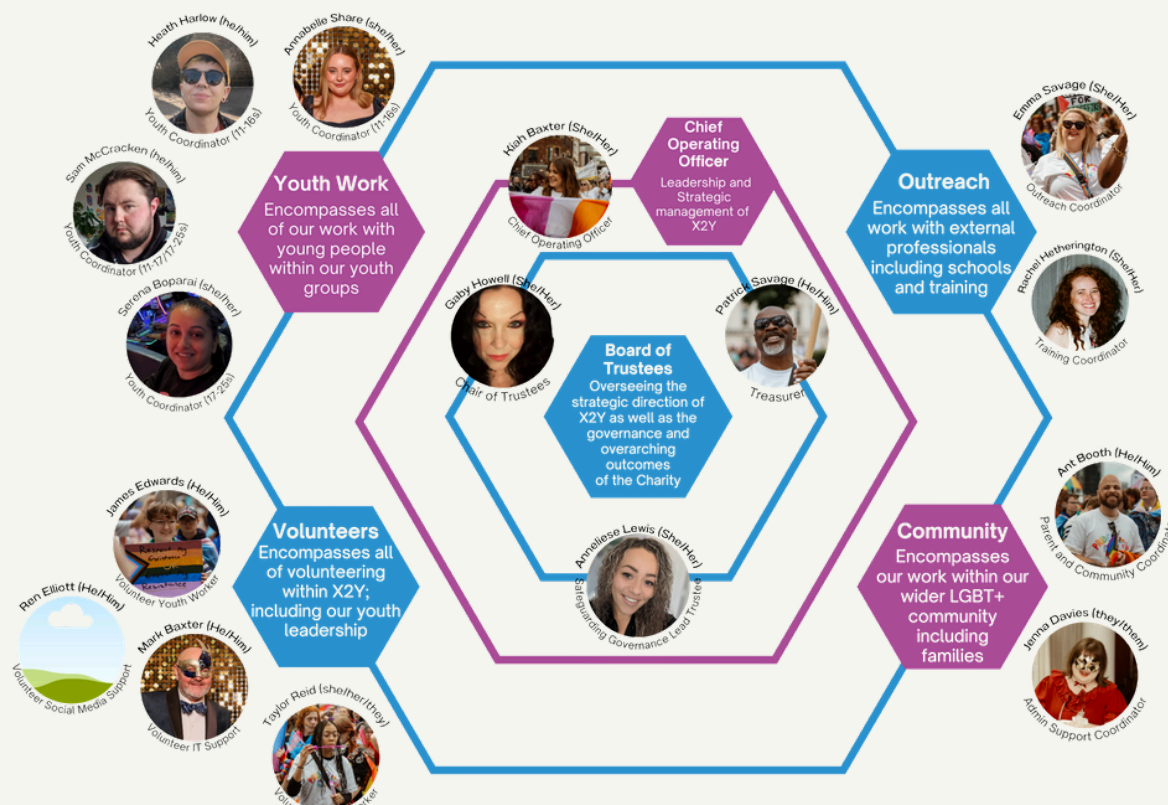 Heath Harlow (he/him)
Youth Coordinator (11-16s)
Annabelle Share (she/her)
Youth Coordinator (11-16s)
Sam McCracken (he/him)
Youth Coordinator (11-17/17-25s)
Serena Boparai (she/her)
Youth Coordinator (17-25s)
Youth Work
Encompasses all
of our work with
young people
within our youth
groups
Kiah Baxter (She/Her)
Chief Operating Officer
Chief
Operating
Officer
Leadership and
Strategic
management of
X2Y
Outreach
Encompasses all
work with external
professionals
including schools
and training
Emma Savage (She/Her)
FOR
Outreach Coordinator
Rachel Hetherington (She/Her)
Training Coordinator
Gaby Howell (She/Her)
Chair of Trustees
Patrick Savage (He/Him)
Treasurer
Board of
Trustees
Overseeing the
strategic direction of
X2Y as well as the
governance and
overarching
outcomes
of the Charity
Anneliese Lewis (She/Her)
Safeguarding Governance Lead Trustee
James Edwards (He/Him)
Volunteer Youth Worker
Ren Elliott (He/Him)
Volunteer Social Media Support
Mark Baxter (He/Him)
Volunteer IT Support
Taylor Reid (she/her/they)
Volunteers
Encompasses all
of volunteering
within X2Y;
including our youth
leadership
Community
Encompasses
our work within our
wider LGBT+
community
including
families
Ant Booth (He/Him)
Parent and Community Coordinato
Jenna Davies (they/them)
Admin Support Coordinator